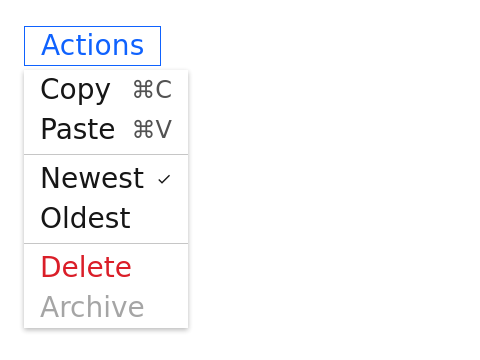 Actions
Copy ⌘C
Paste ⌘V
Newest ✓
Oldest
Delete
Archive